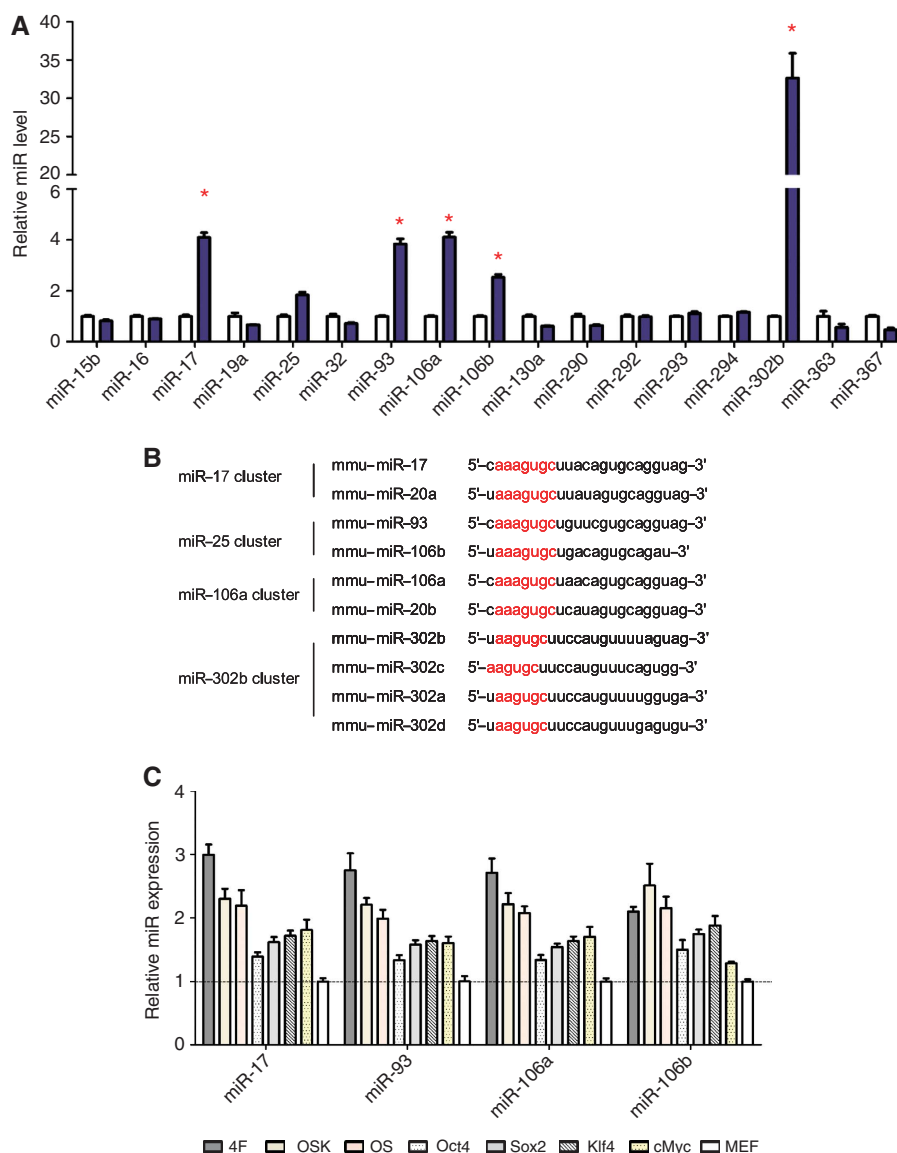 A
Relative miR level
40
35
30
25
20
6
4
2
0
* * * * *
miR-15b miR-16 miR-17 miR-19a miR-25 miR-32 miR-93 miR-106a miR-106b miR-130a miR-290 miR-292 miR-293 miR-294 miR-302b miR-363 miR-367
B
miR–17 cluster
mmu–miR–17 5'–caaagugcuuacagugcagguag–3'
mmu–miR–20a 5'–uaaagugcuuauagugcagguag–3'
miR–25 cluster
mmu–miR–93 5'–caaagugcuguucgugcagguag–3'
mmu–miR–106b 5'–uaaagugcugacagugcagau–3'
miR–106a cluster
mmu–miR–106a 5'–caaagugcuaacagugcagguag–3'
mmu–miR–20b 5'–caaagugcucauagugcagguag–3'
miR–302b cluster
mmu–miR–302b 5'–uaagugcuuccauguuuuaguag–3'
mmu–miR–302c 5'–aagugcuuccauguuucagugg–3'
mmu–miR–302a 5'–uaagugcuuccauguuuugguga–3'
mmu–miR–302d 5'–uaagugcuuccauguuugagugu–3'
C
Relative miR expression
4
3
2
1
0
miR-17 miR-93 miR-106a miR-106b
4F OSK OS Oct4 Sox2 Klf4 cMyc MEF